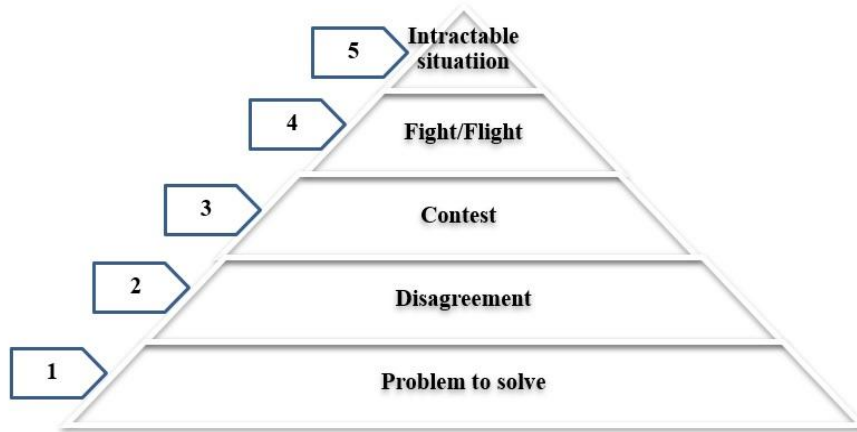 5
Intractable
situatiion
4
Fight/Flight
3
Contest
2
Disagreement
1
Problem to solve